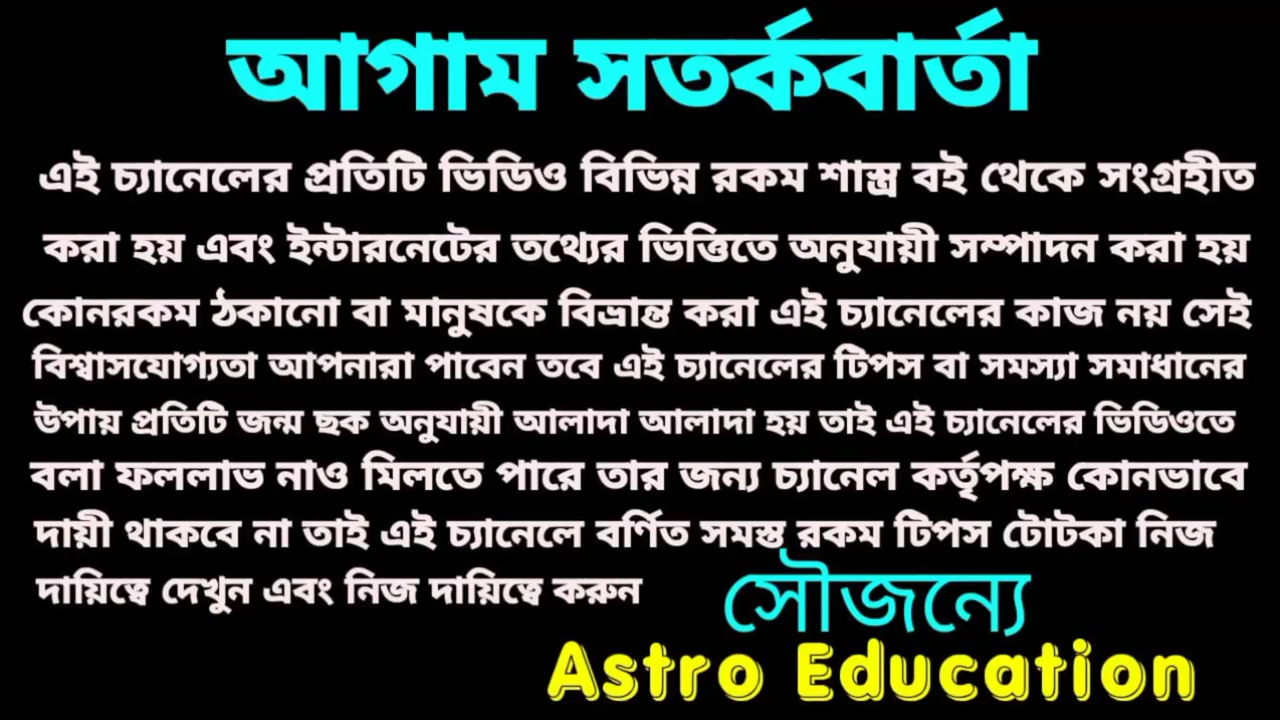 আগাম সতর্কবার্তা
এই চ্যানেলের প্রতিটি ভিডিও বিভিন্ন রকম শাস্ত্র বই থেকে সংগ্রহীত
করা হয় এবং ইন্টারনেটের তথ্যের ভিত্তিতে অনুযায়ী সম্পাদন করা হয়
কোনরকম ঠকানো বা মানুষকে বিভ্রান্ত করা এই চ্যানেলের কাজ নয় সেই
বিশ্বাসযোগ্যতা আপনারা পাবেন তবে এই চ্যানেলের টিপস বা সমস্যা সমাধানের
উপায় প্রতিটি জন্ম ছক অনুযায়ী আলাদা আলাদা হয় তাই এই চ্যানেলের ভিডিওতে
বলা ফললাভ নাও মিলতে পারে তার জন্য চ্যানেল কর্তৃপক্ষ কোনভাবে
দায়ী থাকবে না তাই এই চ্যানেলে বর্ণিত সমস্ত রকম টিপস টোটকা নিজ
দায়িত্বে দেখুন এবং নিজ দায়িত্বে করুন
সৌজন্যে
Astro Education